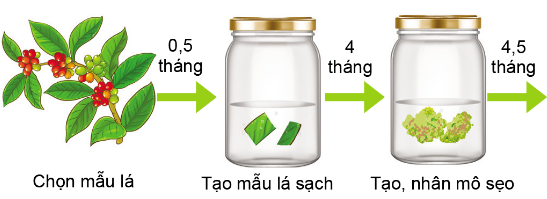 0,5
tháng
4
tháng
4,5
tháng
Chọn mẫu lá
Tạo mẫu lá sạch
Tạo, nhân mô sẹo